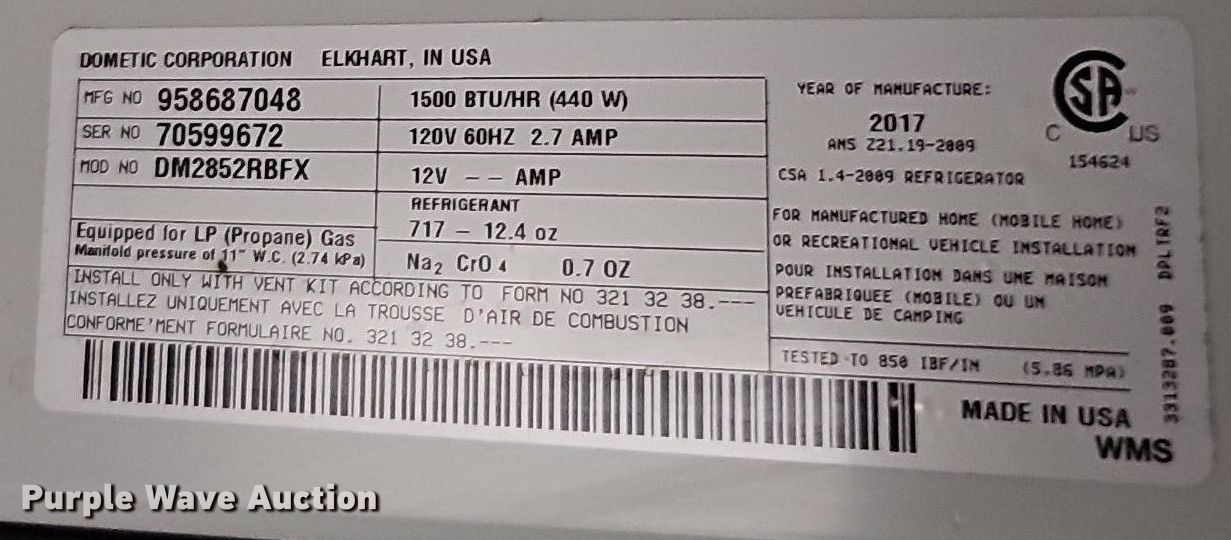 DOMETIC CORPORATION ELKHART, IN USA
MFG NO 958687048
SER NO 70599672
MOD NO DM2852RBFX
1500 BTU/HR (440 W)
120V 60HZ 2.7 AMP
12V -- AMP
REFRIGERANT
717 - 12.4 oz
Na2 CrO4 0.7 OZ
Equipped for LP (Propane) Gas
Manifold pressure of 11" W.C. (2.74 kPa)
INSTALL ONLY WITH VENT KIT ACCORDING TO FORM NO 321 32 38.---
INSTALLEZ UNIQUEMENT AVEC LA TROUSSE D'AIR DE COMBUSTION
CONFORME'MENT FORMULAIRE NO. 321 32 38.---
YEAR OF MANUFACTURE:
2017
ANS Z21.19-2009
CSA 1.4-2009 REFRIGERATOR
CSA
C US
154624
FOR MANUFACTURED HOME (MOBILE HOME)
OR RECREATIONAL VEHICLE INSTALLATION
POUR INSTALLATION DANS UNE MAISON
PREFABRIQUEE (MOBILE) OU UN
VEHICULE DE CAMPING
TESTED TO 850 IBF/IN (5.86 MPA)
3313287.009 DPLTRF2
MADE IN USA
WMS
Purple Wave Auction